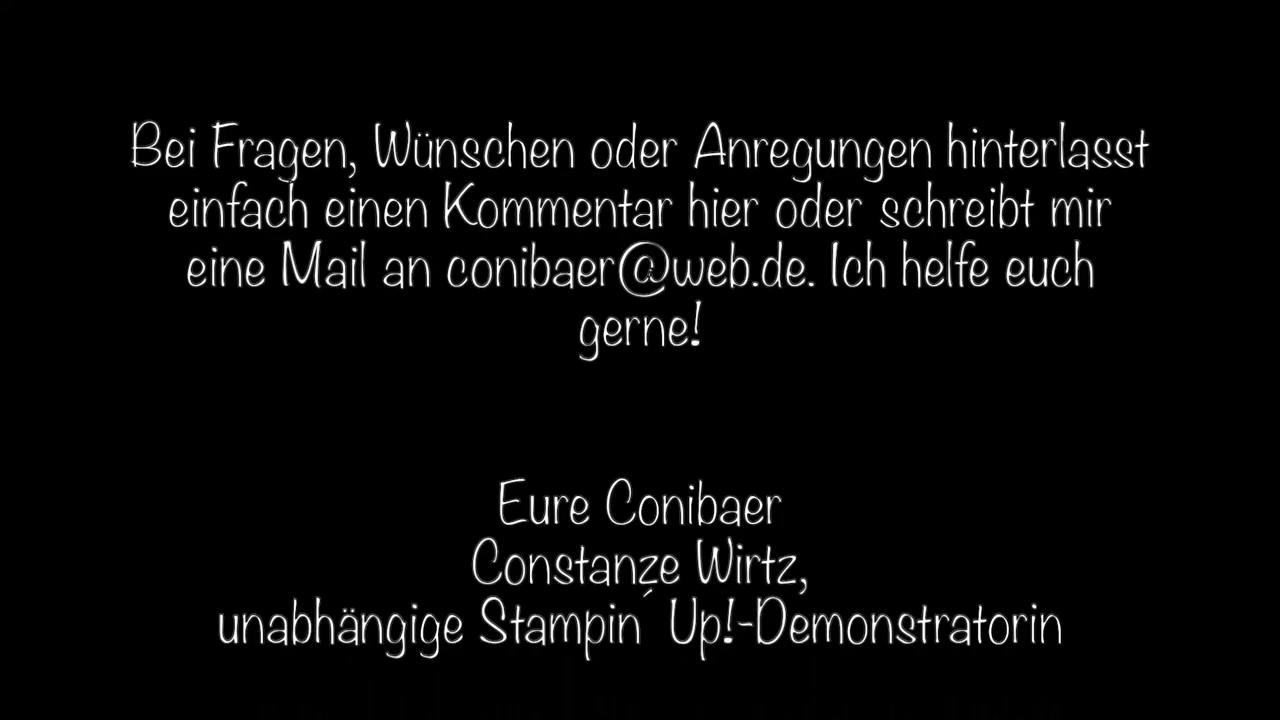 Bei Fragen, Wünschen oder Anregungen hinterlasst
einfach einen Kommentar hier oder schreibt mir
eine Mail an conibaer@web.de. Ich helfe euch
gerne!
Eure Conibaer
Constanze Wirtz,
unabhängige Stampin´ Up!-Demonstratorin